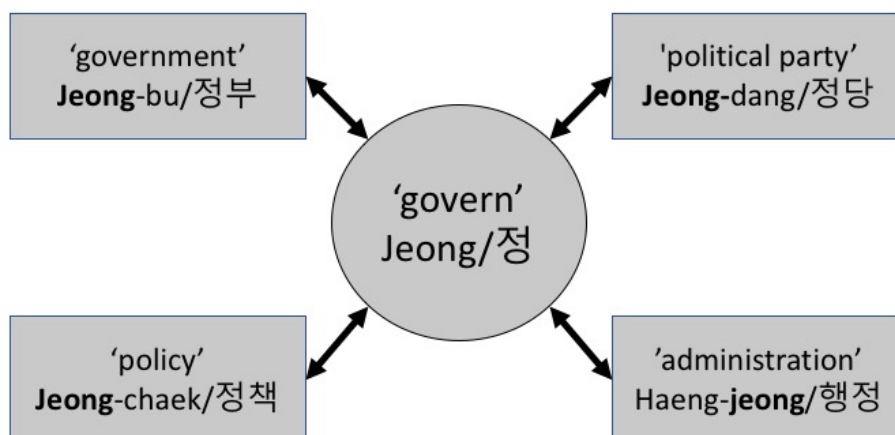 ‘government’
Jeong-bu/정부
'political party’
Jeong-dang/정당
‘govern’
Jeong/정
‘policy’
Jeong-chaek/정책
’administration’
Haeng-jeong/행정